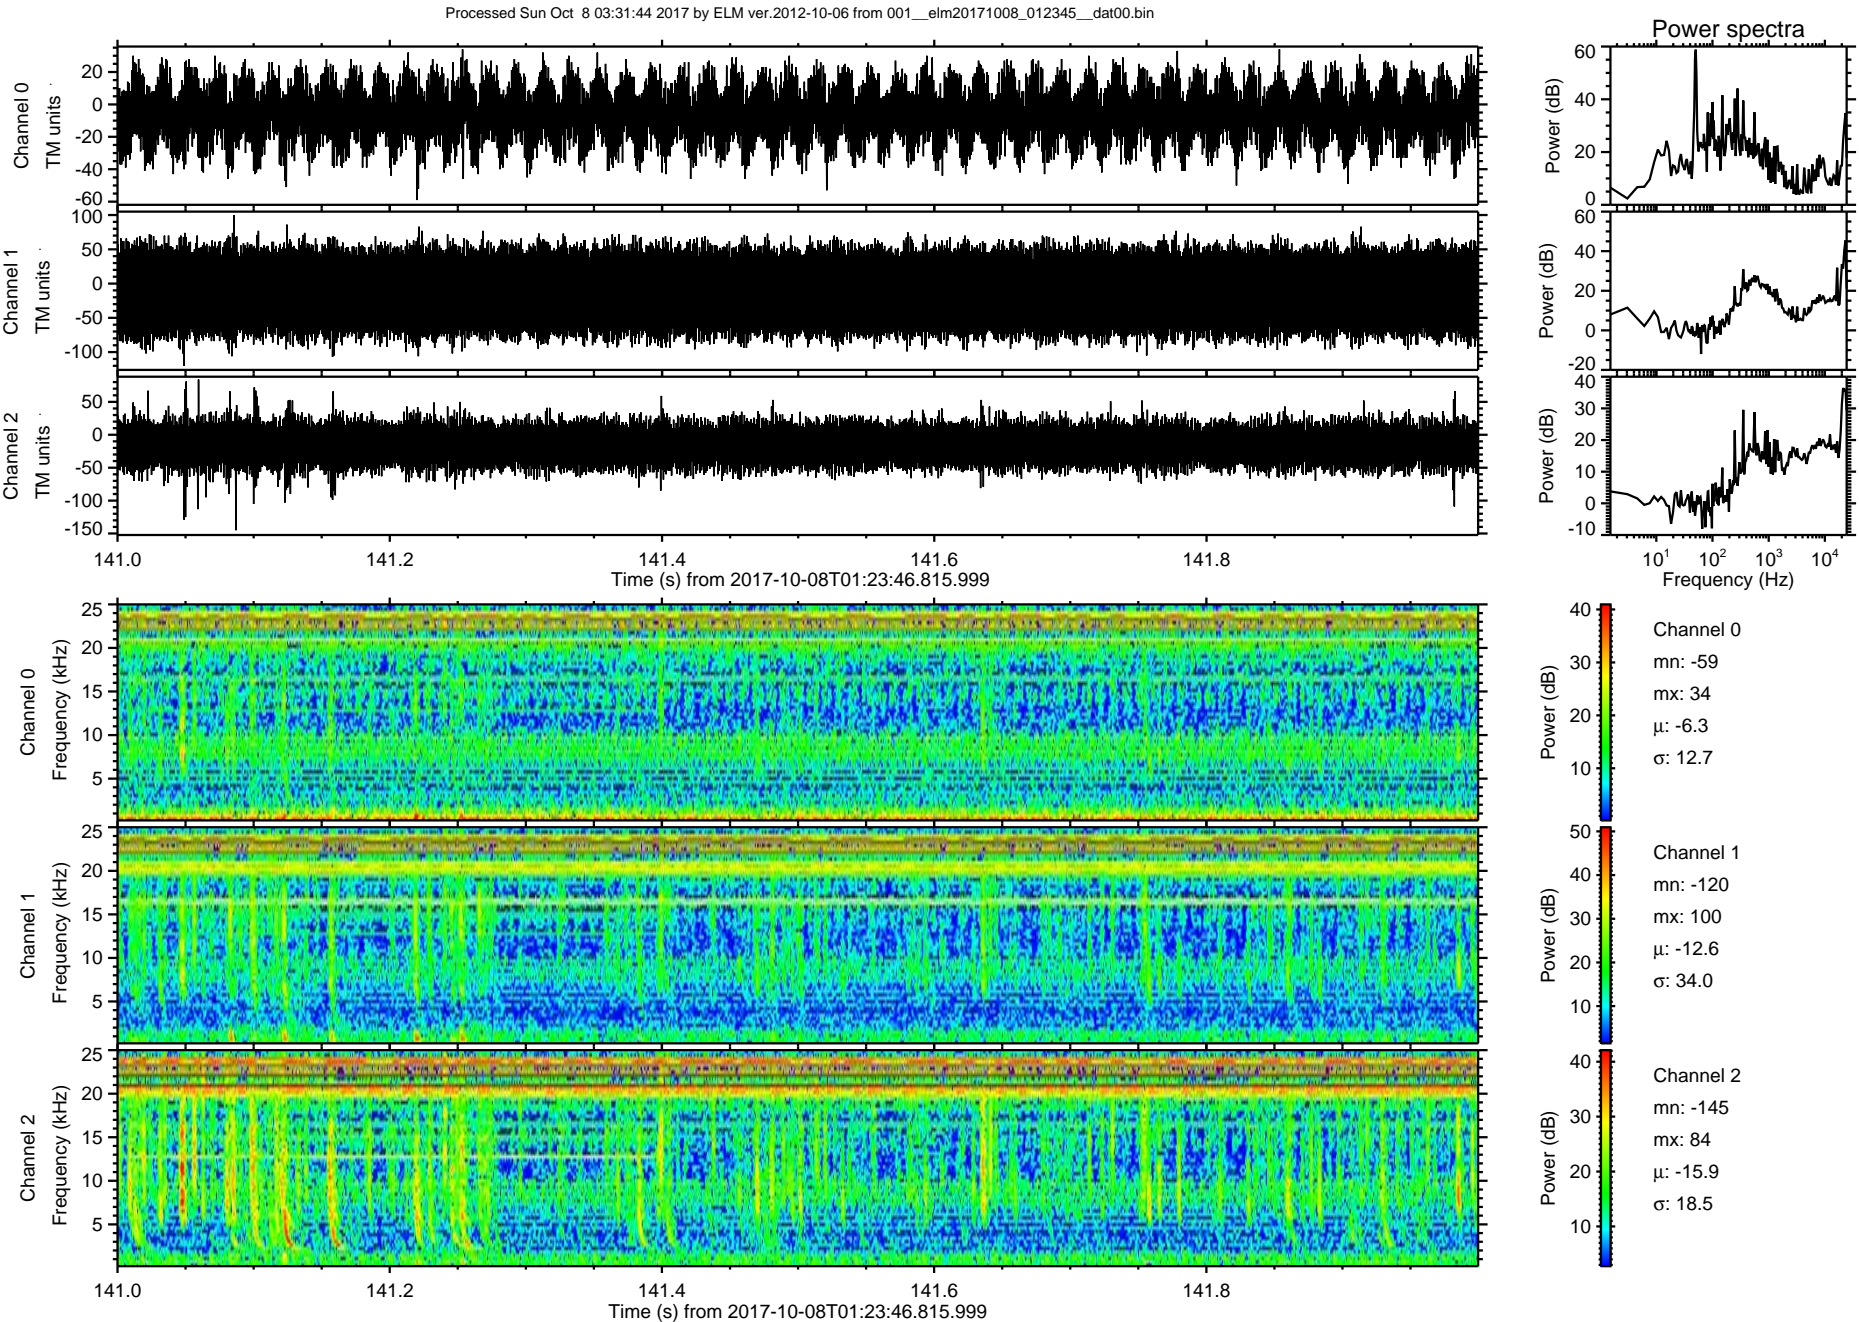 Processed Sun Oct  8 03:31:44 2017 by ELM ver.2012-10-06 from 001__elm20171008_012345__dat00.bin
Power spectra
Channel 0
TM units
20
0
-20
-40
-60
Power (dB)
60
40
20
0
Channel 1
TM units
100
50
0
-50
-100
Power (dB)
60
40
20
0
-20
Channel 2
TM units
50
0
-50
-100
-150
Power (dB)
40
30
20
10
0
-10
141.0 141.2 141.4 141.6 141.8
Time (s) from 2017-10-08T01:23:46.815.999
10^1 10^2 10^3 10^4
Frequency (Hz)
Channel 0
Frequency (kHz)
25
20
15
10
5
Power (dB)
40
30
20
10
Channel 0
mn: -59
mx: 34
μ: -6.3
σ: 12.7
Channel 1
Frequency (kHz)
25
20
15
10
5
Power (dB)
50
40
30
20
10
Channel 1
mn: -120
mx: 100
μ: -12.6
σ: 34.0
Channel 2
Frequency (kHz)
25
20
15
10
5
Power (dB)
40
30
20
10
Channel 2
mn: -145
mx: 84
μ: -15.9
σ: 18.5
141.0 141.2 141.4 141.6 141.8
Time (s) from 2017-10-08T01:23:46.815.999